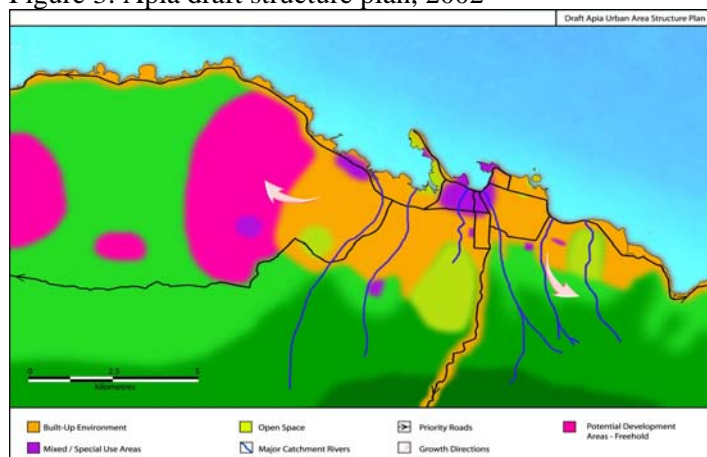 Figure 3. Apia draft structure plan, 2002
Draft Apia Urban Area Structure Plan
0 2.5 5
Kilometres
Built-Up Environment
Open Space
Priority Roads
Potential Development
Areas - Freehold
Mixed / Special Use Areas
Major Catchment Rivers
Growth Directions